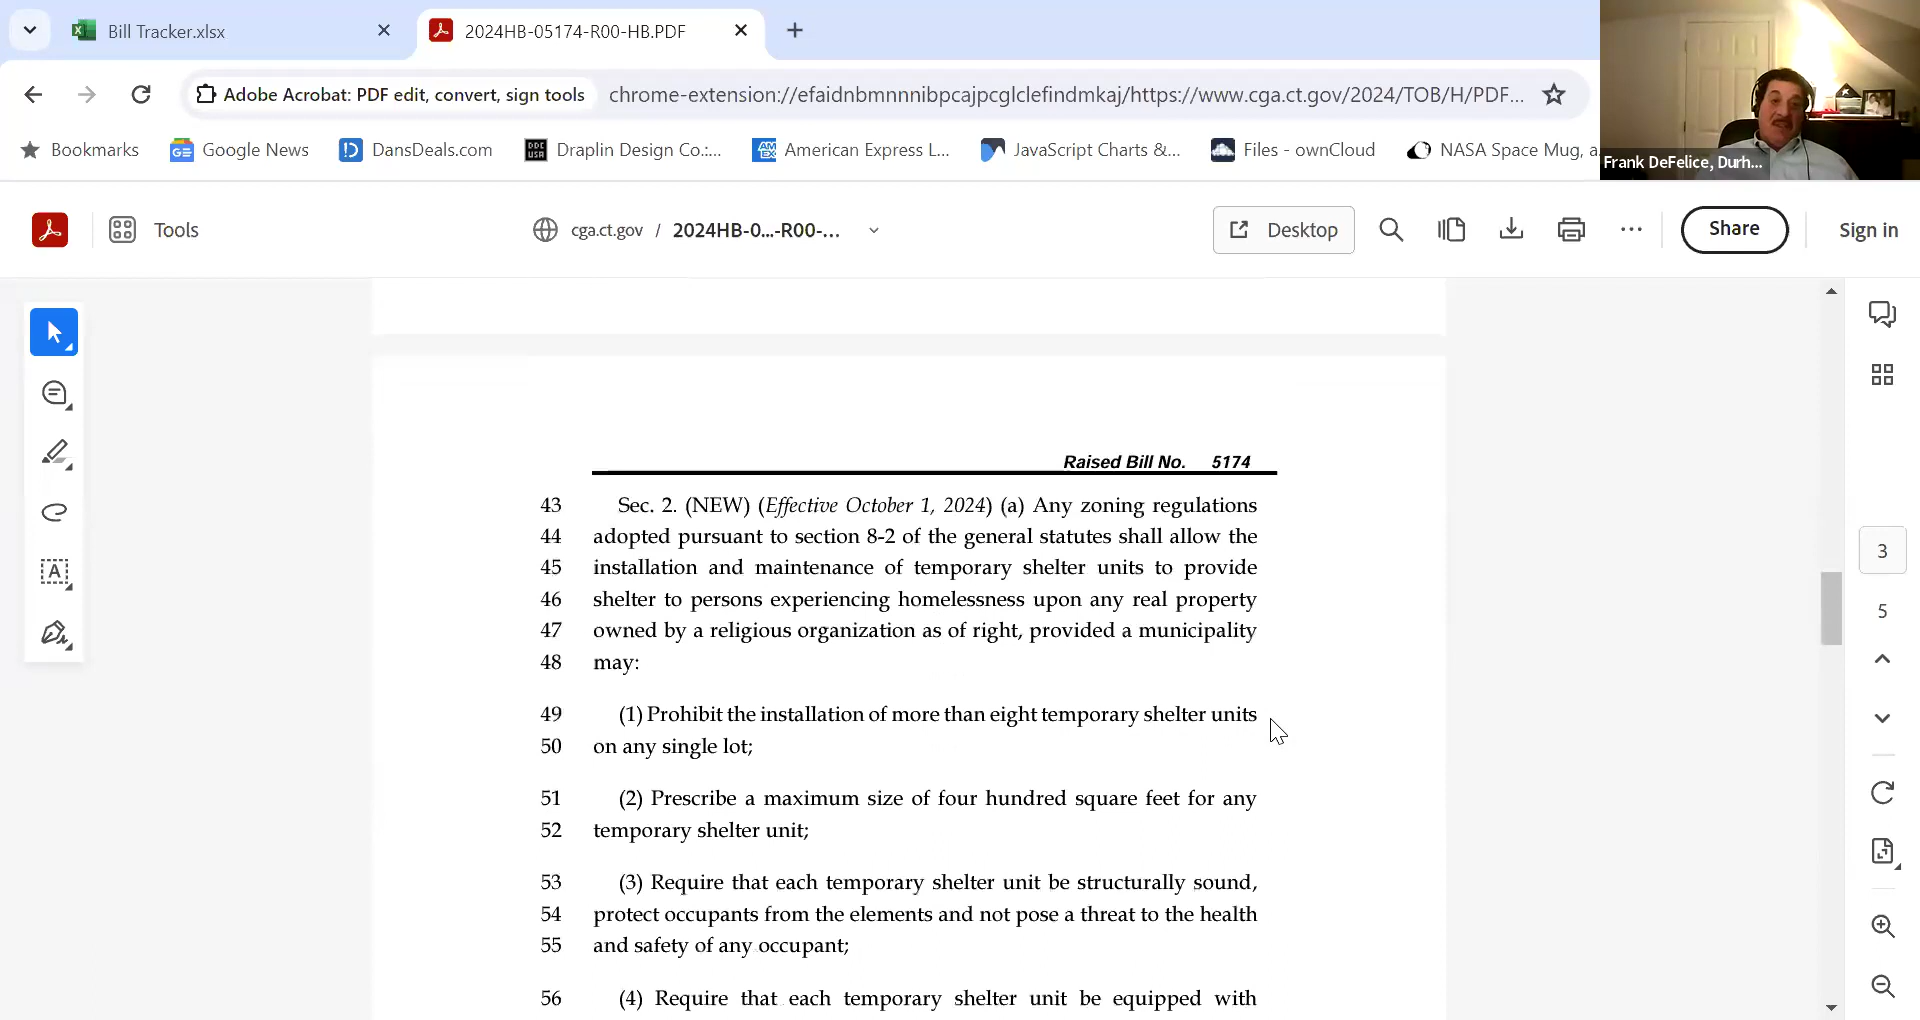 Bill Tracker.xlsx
2024HB-05174-R00-HB.PDF
Adobe Acrobat: PDF edit, convert, sign tools
chrome-extension://efaidnbmnnnibpcajpcglclefindmkaj/https://www.cga.ct.gov/2024/TOB/H/PDF...
Bookmarks
Google News
DansDeals.com
Draplin Design Co.:...
American Express L...
JavaScript Charts &...
Files - ownCloud
NASA Space Mug, a
Frank DeFelice, Durh...
Tools
cga.ct.gov / 2024HB-0...-R00-...
Desktop
Share
Sign in
Raised Bill No. 5174
43 Sec. 2. (NEW) (Effective October 1, 2024) (a) Any zoning regulations
44 adopted pursuant to section 8-2 of the general statutes shall allow the
45 installation and maintenance of temporary shelter units to provide
46 shelter to persons experiencing homelessness upon any real property
47 owned by a religious organization as of right, provided a municipality
48 may:
49 (1) Prohibit the installation of more than eight temporary shelter units
50 on any single lot;
51 (2) Prescribe a maximum size of four hundred square feet for any
52 temporary shelter unit;
53 (3) Require that each temporary shelter unit be structurally sound,
54 protect occupants from the elements and not pose a threat to the health
55 and safety of any occupant;
56 (4) Require that each temporary shelter unit be equipped with
3
5